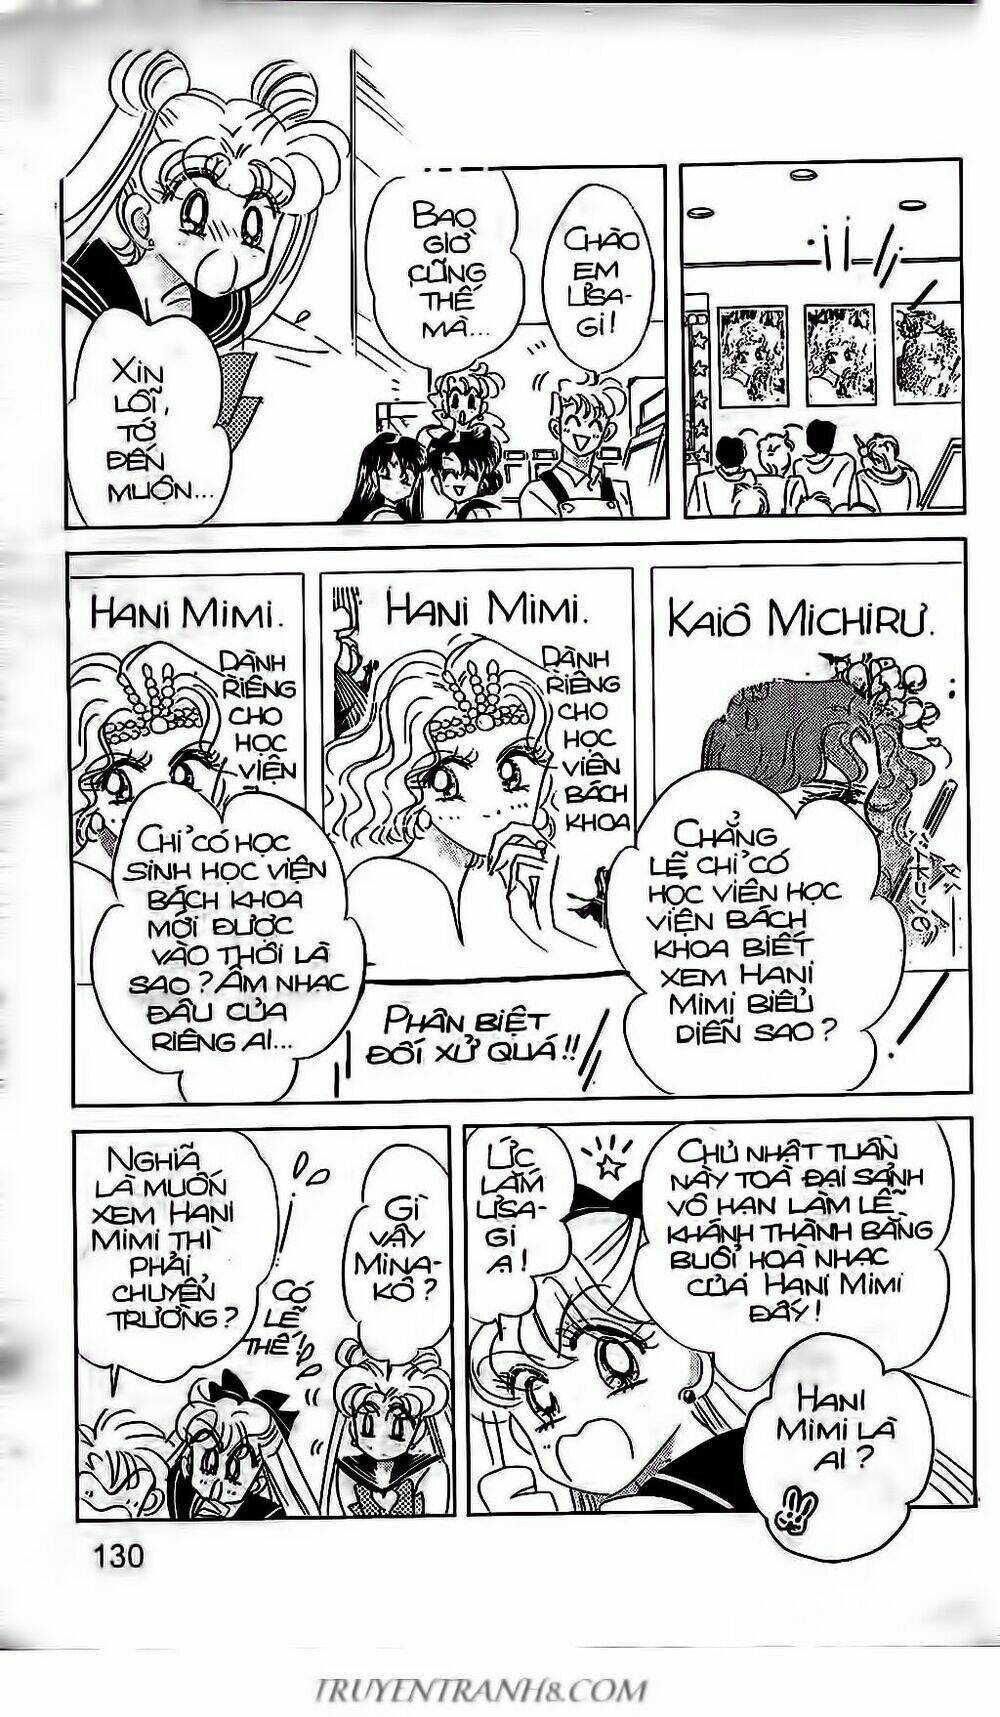 XIN
LỖI
TỚ
ĐẾN
MUỘN...
BAO
GIỜ
CŨNG
THẾ
MÀ...
CHÀO
EM
USA-
GI!
HANI MIMI.
DÀNH
RIÊNG
CHO
HỌC
VIỆN
HANI MIMI.
DÀNH
RIÊNG
CHO
HỌC
VIÊN
BÁCH
KHOA
KAIÔ MICHIRƯ.
CHỈ CÓ HỌC
SINH HỌC VIỆN
BÁCH KHOA
MỚI ĐƯỢC
VÀO THỚI LÀ
SAO? ÂM NHẠC
ĐÂU CỦA
RIÊNG AI...
PHÂN BIỆT
ĐỐI XỬ QUÁ!!
CHẲNG
LẼ CHỈ CÓ
HỌC VIÊN HỌC
VIỆN BÁCH
KHOA BIẾT
XEM HANI
MIMI BIỂU
DIỄN SAO?
NGHĨA
LÀ MUỐN
XEM HANI
MIMI THÌ
PHẢI
CHUYỂN
TRƯỜNG?
CÓ
LẼ
THẾ!
GÌ
VẬY
MINA-
KÔ?
ỨC
LẮM
ƯSA-
GI
Ạ!
CHỦ NHẬT TUẦN
NÀY TOÀ ĐẠI SẢNH
VÔ HẠN LÀM LỄ
KHÁNH THÀNH BẰNG
BUỔI HOÀ NHẠC
CỦA HANI MIMI
ĐẤY!
HANI
MIMI LÀ
AI?
130
TRUYENTRANH8.COM